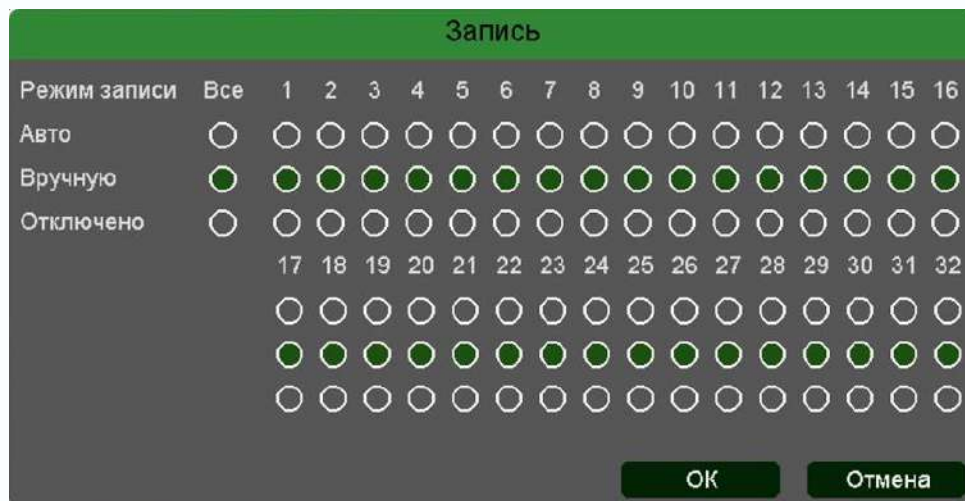 Запись
Режим записи Все 1 2 3 4 5 6 7 8 9 10 11 12 13 14 15 16
Авто
Вручную
Отключено
17 18 19 20 21 22 23 24 25 26 27 28 29 30 31 32
ОК Отмена